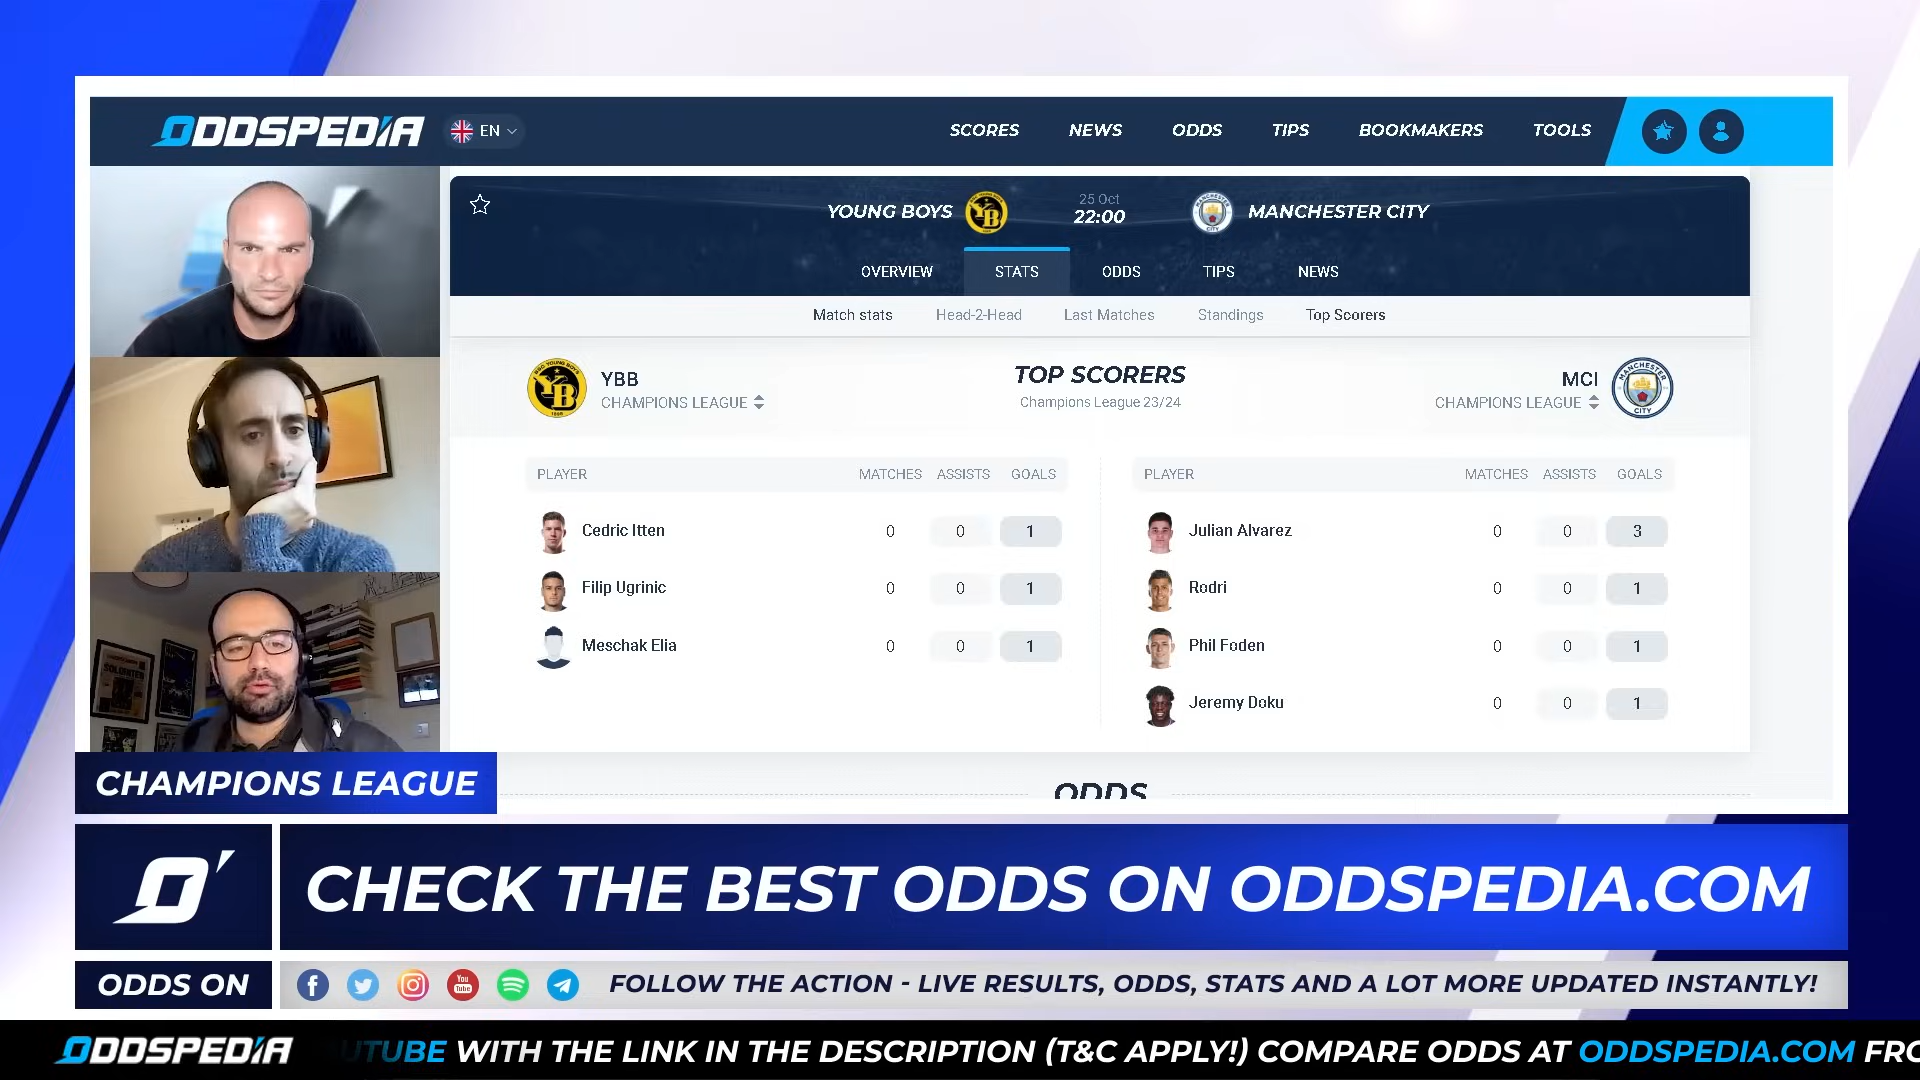 ODDSPEDIA
EN
SCORES NEWS ODDS TIPS BOOKMAKERS TOOLS
YOUNG BOYS
25 Oct
22:00
MANCHESTER CITY
OVERVIEW STATS ODDS TIPS NEWS
Match stats Head-2-Head Last Matches Standings Top Scorers
YBB
CHAMPIONS LEAGUE
TOP SCORERS
Champions League 23/24
MCI
CHAMPIONS LEAGUE
PLAYER MATCHES ASSISTS GOALS
Cedric Itten 0 0 1
Filip Ugrinic 0 0 1
Meschak Elia 0 0 1
PLAYER MATCHES ASSISTS GOALS
Julian Alvarez 0 0 3
Rodri 0 0 1
Phil Foden 0 0 1
Jeremy Doku 0 0 1
ODDS
CHAMPIONS LEAGUE
CHECK THE BEST ODDS ON ODDSPEDIA.COM
ODDS ON
FOLLOW THE ACTION - LIVE RESULTS, ODDS, STATS AND A LOT MORE UPDATED INSTANTLY!
ODDSPEDIA
UTUBE WITH THE LINK IN THE DESCRIPTION (T&C APPLY!) COMPARE ODDS AT ODDSPEDIA.COM FRO